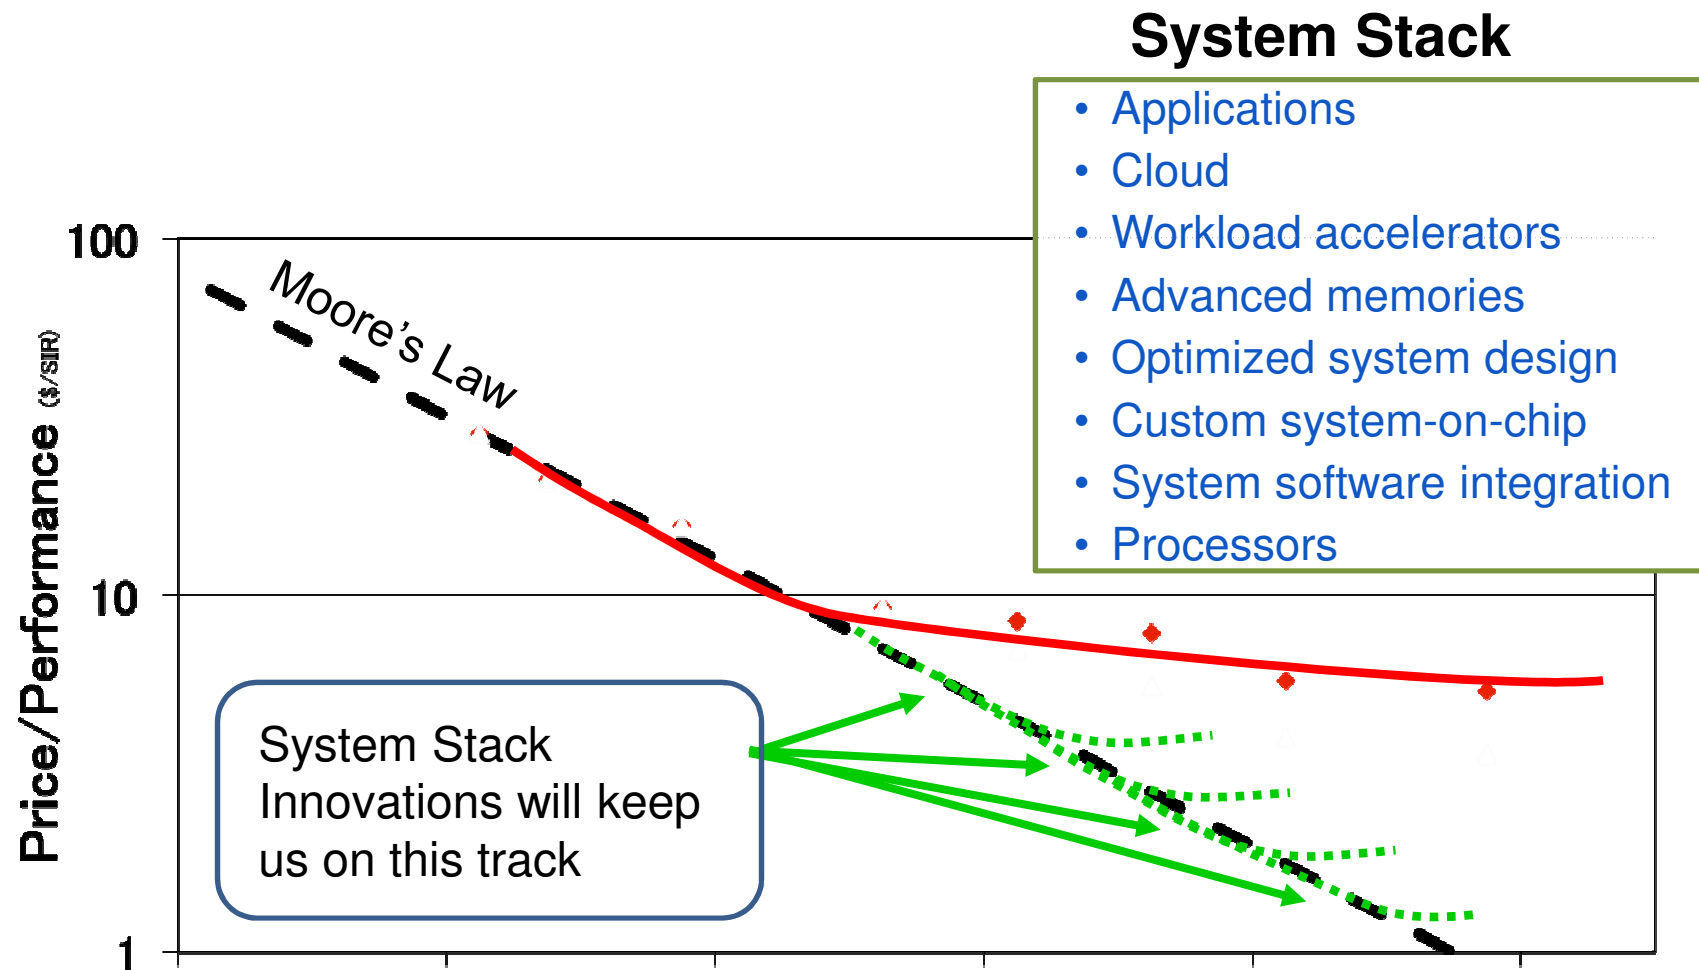 System Stack
• Applications
• Cloud
• Workload accelerators
• Advanced memories
• Optimized system design
• Custom system-on-chip
• System software integration
• Processors
100
10
1
Price/Performance ($/SIR)
Moore's Law
System Stack
Innovations will keep
us on this track